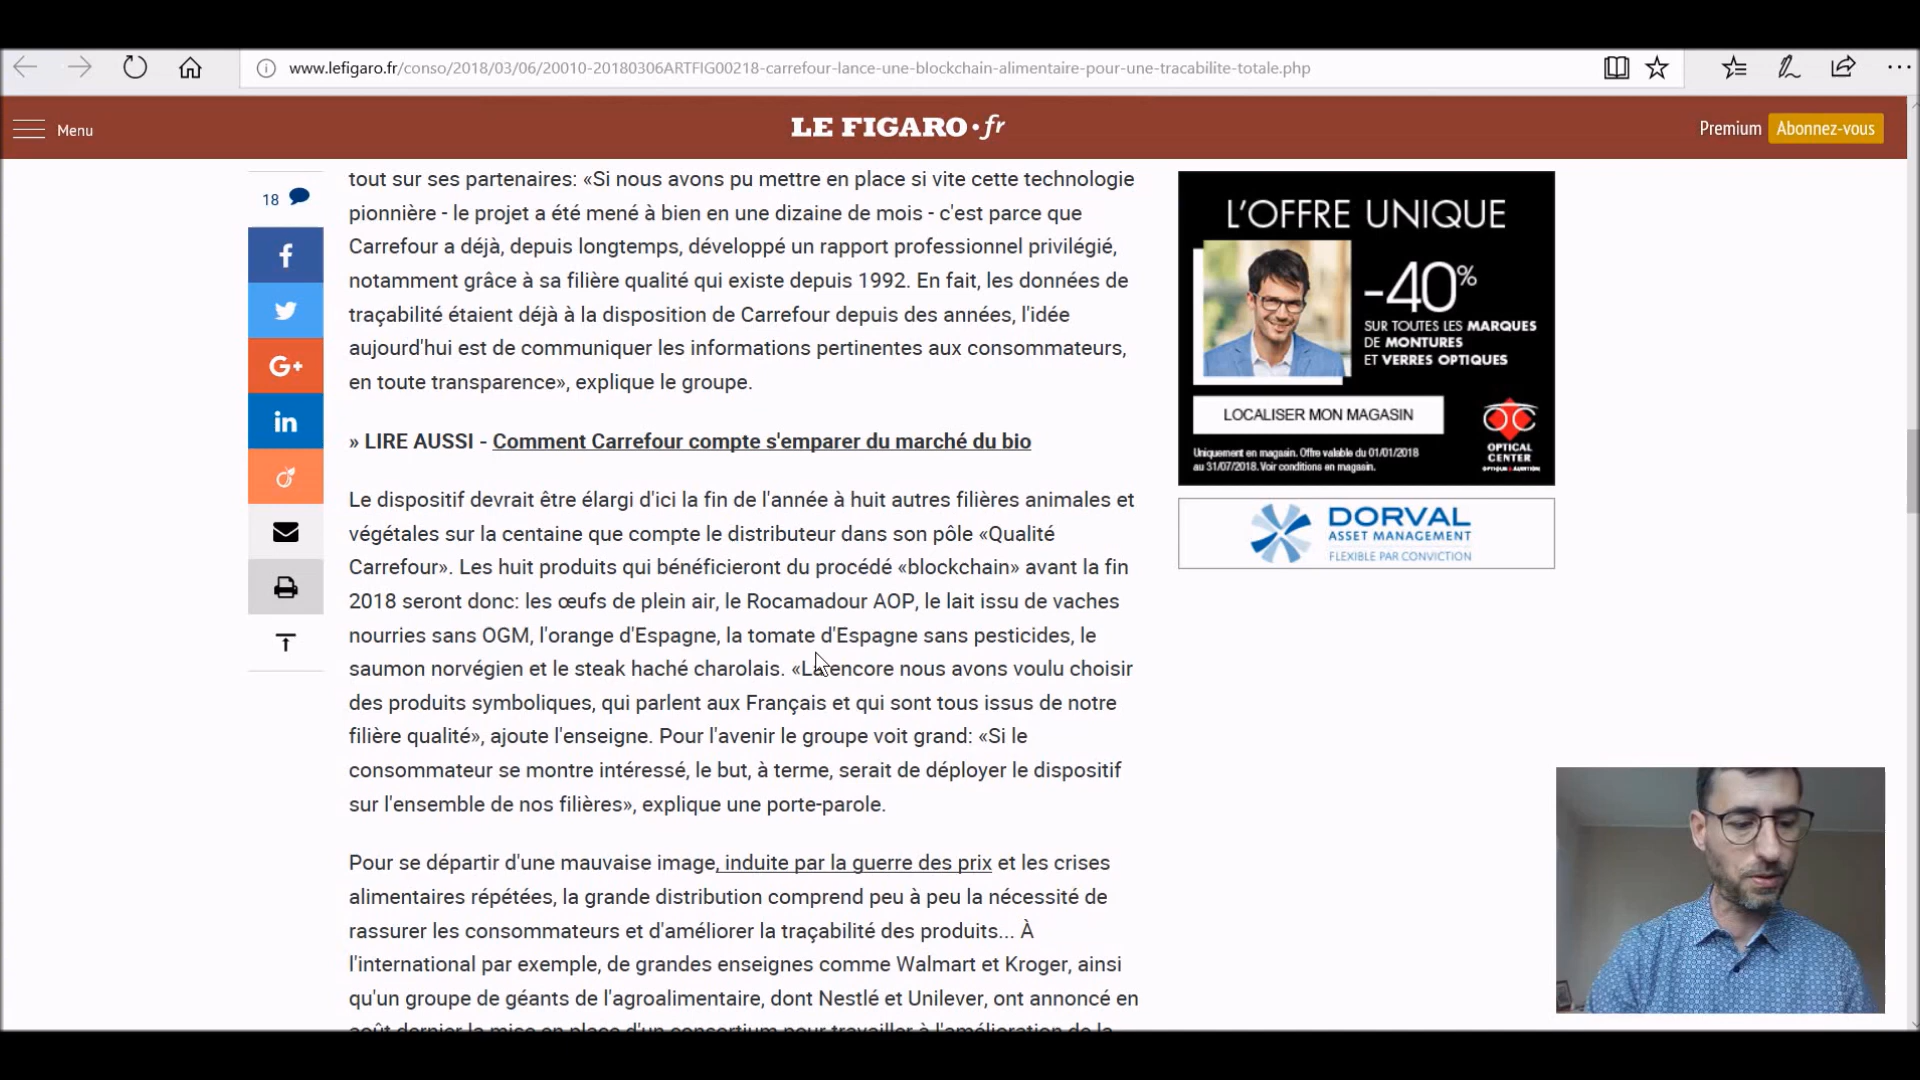 www.lefigaro.fr/conso/2018/03/06/20010-20180306ARTFIG00218-carrefour-lance-une-blockchain-alimentaire-pour-une-tracabilite-totale.php
Menu
LE FIGARO·fr
Premium
Abonnez-vous
18
f
G+
in
tout sur ses partenaires: «Si nous avons pu mettre en place si vite cette technologie
pionnière - le projet a été mené à bien en une dizaine de mois - c'est parce que
Carrefour a déjà, depuis longtemps, développé un rapport professionnel privilégié,
notamment grâce à sa filière qualité qui existe depuis 1992. En fait, les données de
traçabilité étaient déjà à la disposition de Carrefour depuis des années, l'idée
aujourd'hui est de communiquer les informations pertinentes aux consommateurs,
en toute transparence», explique le groupe.
» LIRE AUSSI - Comment Carrefour compte s'emparer du marché du bio
Le dispositif devrait être élargi d'ici la fin de l'année à huit autres filières animales et
végétales sur la centaine que compte le distributeur dans son pôle «Qualité
Carrefour». Les huit produits qui bénéficieront du procédé «blockchain» avant la fin
2018 seront donc: les œufs de plein air, le Rocamadour AOP, le lait issu de vaches
nourries sans OGM, l'orange d'Espagne, la tomate d'Espagne sans pesticides, le
saumon norvégien et le steak haché charolais. «Là encore nous avons voulu choisir
des produits symboliques, qui parlent aux Français et qui sont tous issus de notre
filière qualité», ajoute l'enseigne. Pour l'avenir le groupe voit grand: «Si le
consommateur se montre intéressé, le but, à terme, serait de déployer le dispositif
sur l'ensemble de nos filières», explique une porte-parole.
Pour se départir d'une mauvaise image, induite par la guerre des prix et les crises
alimentaires répétées, la grande distribution comprend peu à peu la nécessité de
rassurer les consommateurs et d'améliorer la traçabilité des produits... À
l'international par exemple, de grandes enseignes comme Walmart et Kroger, ainsi
qu'un groupe de géants de l'agroalimentaire, dont Nestlé et Unilever, ont annoncé en
août dernier la mise en place d'un consortium pour travailler à l'amélioration de la
L'OFFRE UNIQUE
-40%
SUR TOUTES LES MARQUES
DE MONTURES
ET VERRES OPTIQUES
LOCALISER MON MAGASIN
Uniquement en magasin. Offre valable du 01/01/2018
au 31/07/2018. Voir conditions en magasin.
OPTICAL
CENTER
DORVAL
ASSET MANAGEMENT
FLEXIBLE PAR CONVICTION